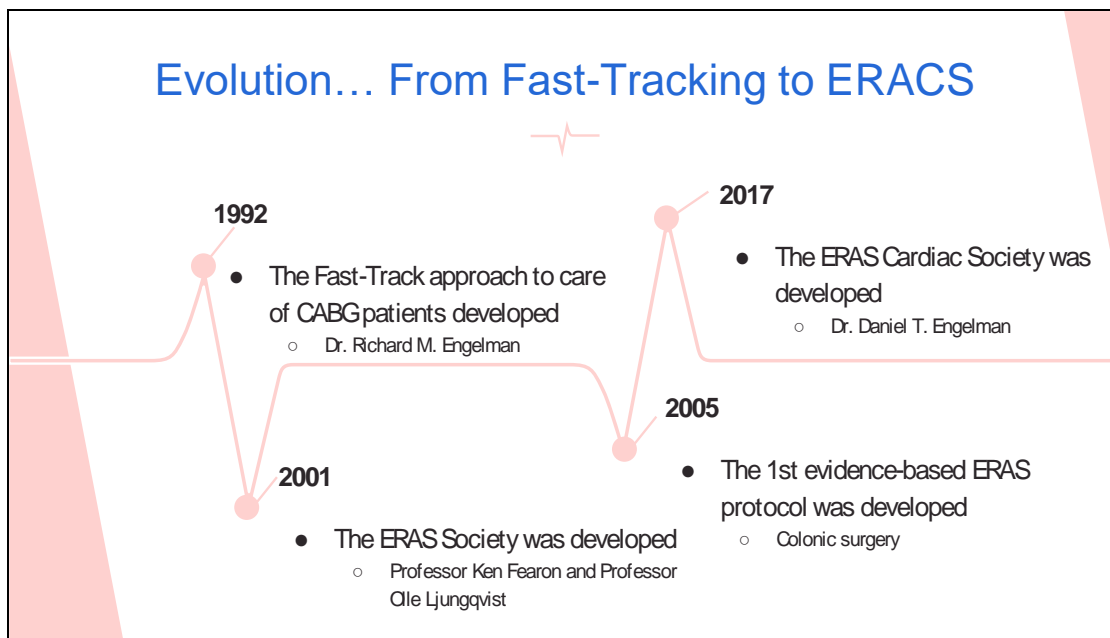 Evolution… From Fast-Tracking to ERACS
1992
● The Fast-Track approach to care
of CABG patients developed
○ Dr. Richard M. Engelman
2001
● The ERAS Society was developed
○ Professor Ken Fearon and Professor
Olle Ljungqvist
2005
● The 1st evidence-based ERAS
protocol was developed
○ Colonic surgery
2017
● The ERAS Cardiac Society was
developed
○ Dr. Daniel T. Engelman